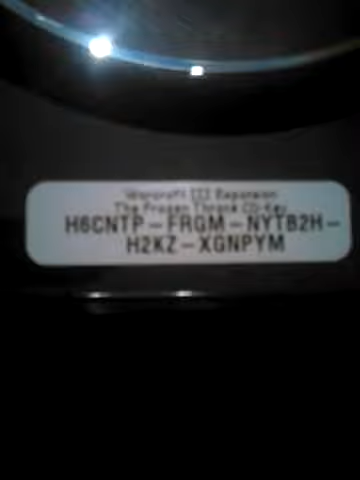 Warcraft III Expansion
The Frozen Throne CD-Key
H6CNTP-FRGM-NYTB2H-
H2KZ-XGNPYM